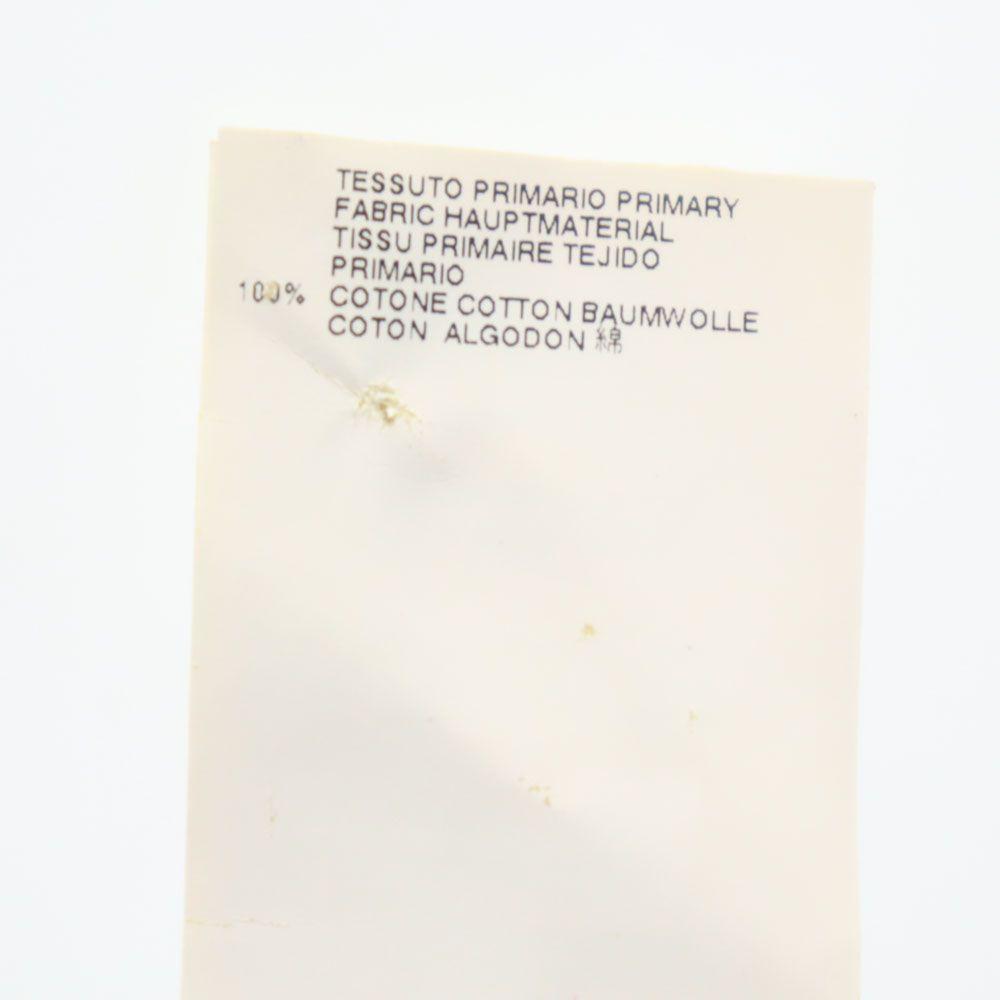 TESSUTO PRIMARIO PRIMARY
FABRIC HAUPTMATERIAL
TISSU PRIMAIRE TEJIDO
PRIMARIO
100% COTONE COTTON BAUMWOLLE
COTON ALGODON 綿